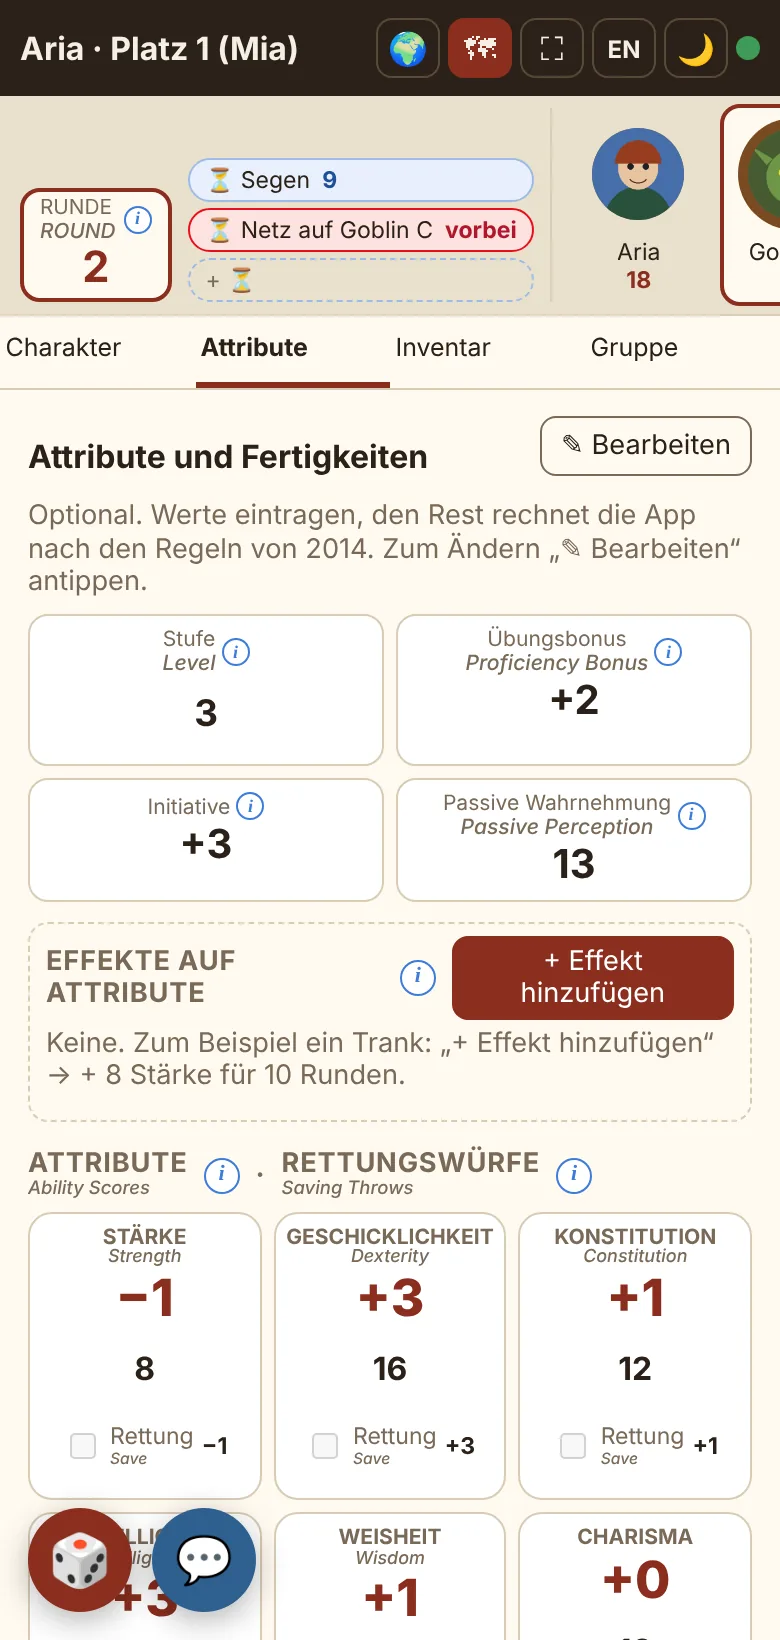 Aria · Platz 1 (Mia)
EN
RUNDE
ROUND
i
2
Segen 9
Netz auf Goblin C vorbei
+
Aria
18
Go
Charakter
Attribute
Inventar
Gruppe
Attribute und Fertigkeiten
✎ Bearbeiten
Optional. Werte eintragen, den Rest rechnet die App
nach den Regeln von 2014. Zum Ändern „✎ Bearbeiten“
antippen.
Stufe
Level
i
3
Übungsbonus
Proficiency Bonus
i
+2
Initiative i
+3
Passive Wahrnehmung
Passive Perception
i
13
EFFEKTE AUF
ATTRIBUTE
i
+ Effekt
hinzufügen
Keine. Zum Beispiel ein Trank: „+ Effekt hinzufügen“
→ + 8 Stärke für 10 Runden.
ATTRIBUTE
Ability Scores
i
·
RETTUNGSWÜRFE
Saving Throws
i
STÄRKE
Strength
−1
8
Rettung −1
Save
GESCHICKLICHKEIT
Dexterity
+3
16
Rettung +3
Save
KONSTITUTION
Constitution
+1
12
Rettung +1
Save
+3
WEISHEIT
Wisdom
+1
CHARISMA
+0